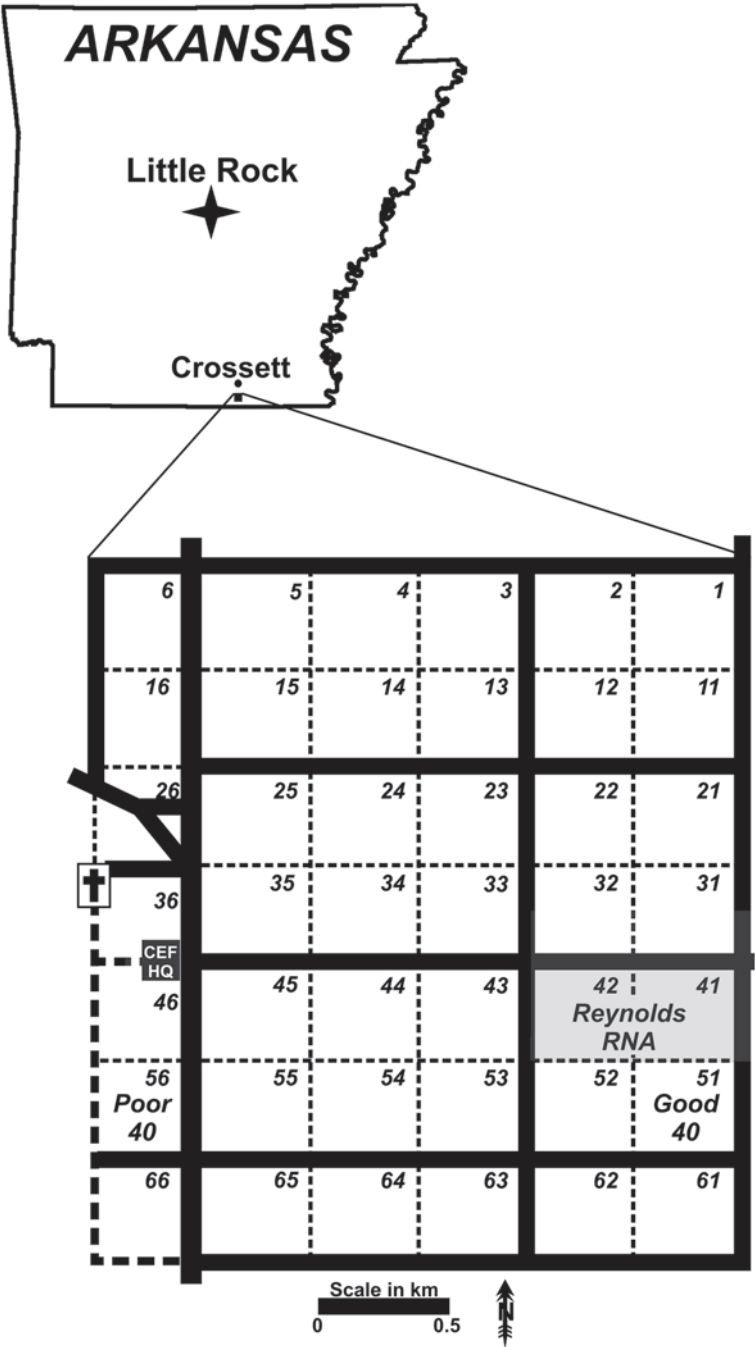 ARKANSAS
Little Rock
Crossett
6 5 4 3 2 1
16 15 14 13 12 11
26 25 24 23 22 21
35 34 33 32 31
36
CEF
HQ
46 45 44 43 42 41
Reynolds
RNA
56 55 54 53 52 51
Poor Good
40 40
66 65 64 63 62 61
Scale in km
0 0.5
N